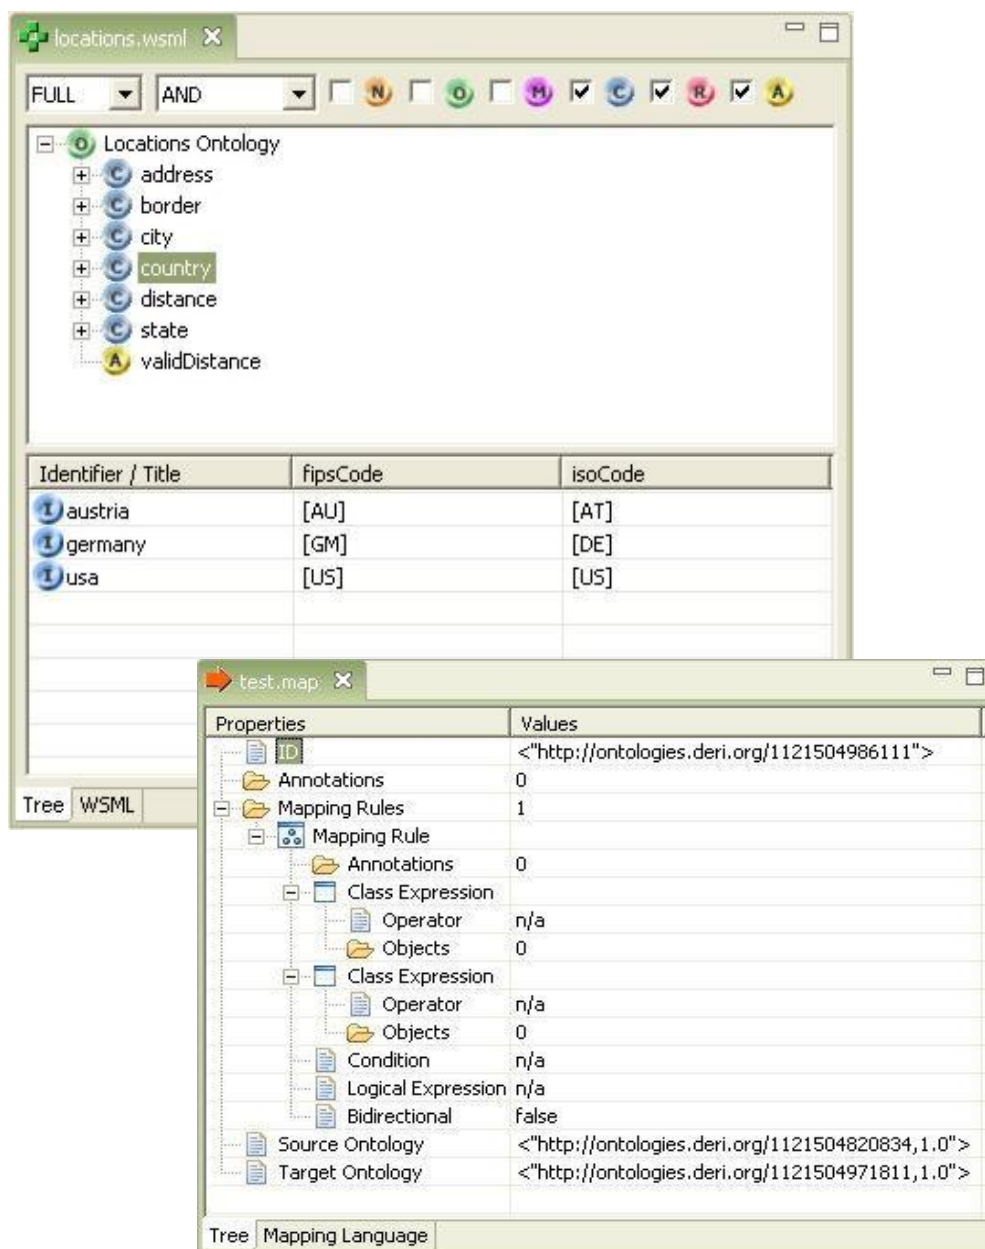 locations.wsml
FULL AND N O M C R A
O Locations Ontology
C address
C border
C city
C country
C distance
C state
A validDistance
Identifier / Title fipsCode isoCode
I austria [AU] [AT]
I germany [GM] [DE]
I usa [US] [US]
Tree WSML
test.map
Properties Values
ID <"http://ontologies.deri.org/1121504986111">
Annotations 0
Mapping Rules 1
Mapping Rule
Annotations 0
Class Expression
Operator n/a
Objects 0
Class Expression
Operator n/a
Objects 0
Condition n/a
Logical Expression n/a
Bidirectional false
Source Ontology <"http://ontologies.deri.org/1121504820834,1.0">
Target Ontology <"http://ontologies.deri.org/1121504971811,1.0">
Tree Mapping Language